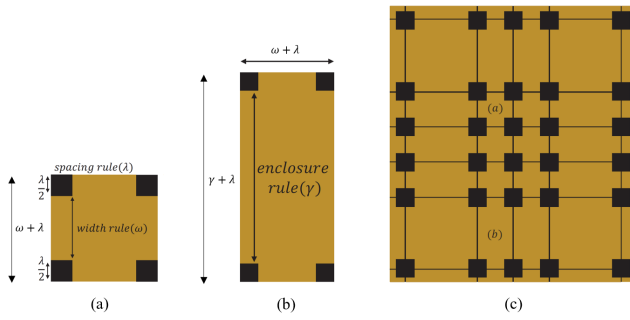 ω + λ
spacing rule(λ)
λ/2
ω + λ
width rule(ω)
λ/2
γ + λ
enclosure
rule(γ)
(a)
(b)
(a)
(b)
(c)